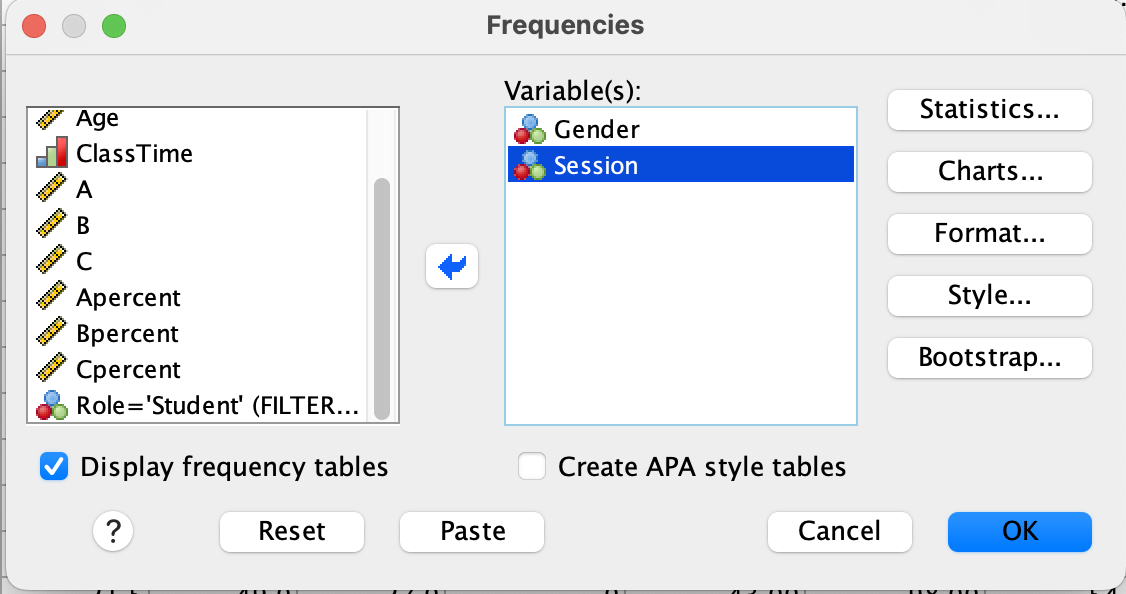 Frequencies
Variable(s):
Age
ClassTime
A
B
C
Apercent
Bpercent
Cpercent
Role='Student' (FILTER...
Gender
Session
Statistics...
Charts...
Format...
Style...
Bootstrap...
Display frequency tables
Create APA style tables
?
Reset
Paste
Cancel
OK